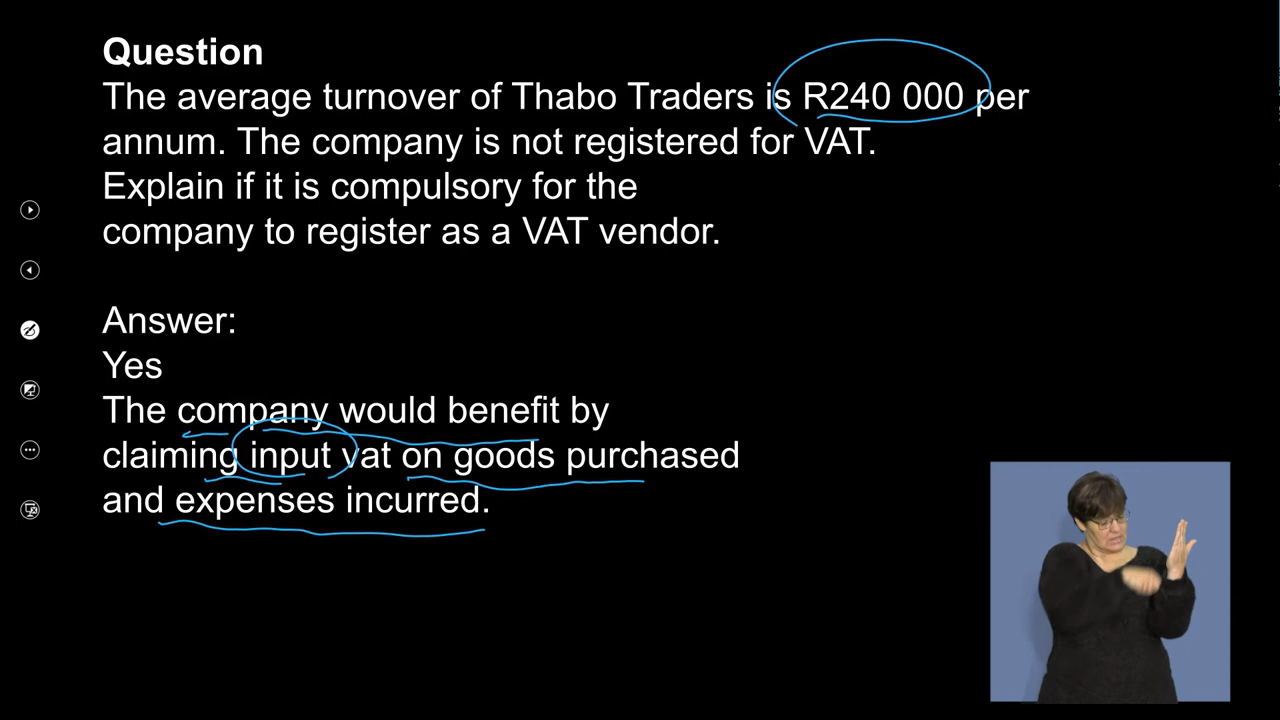 Question
The average turnover of Thabo Traders is R240 000 per
annum. The company is not registered for VAT.
Explain if it is compulsory for the
company to register as a VAT vendor.
Answer:
Yes
The company would benefit by
claiming input vat on goods purchased
and expenses incurred.